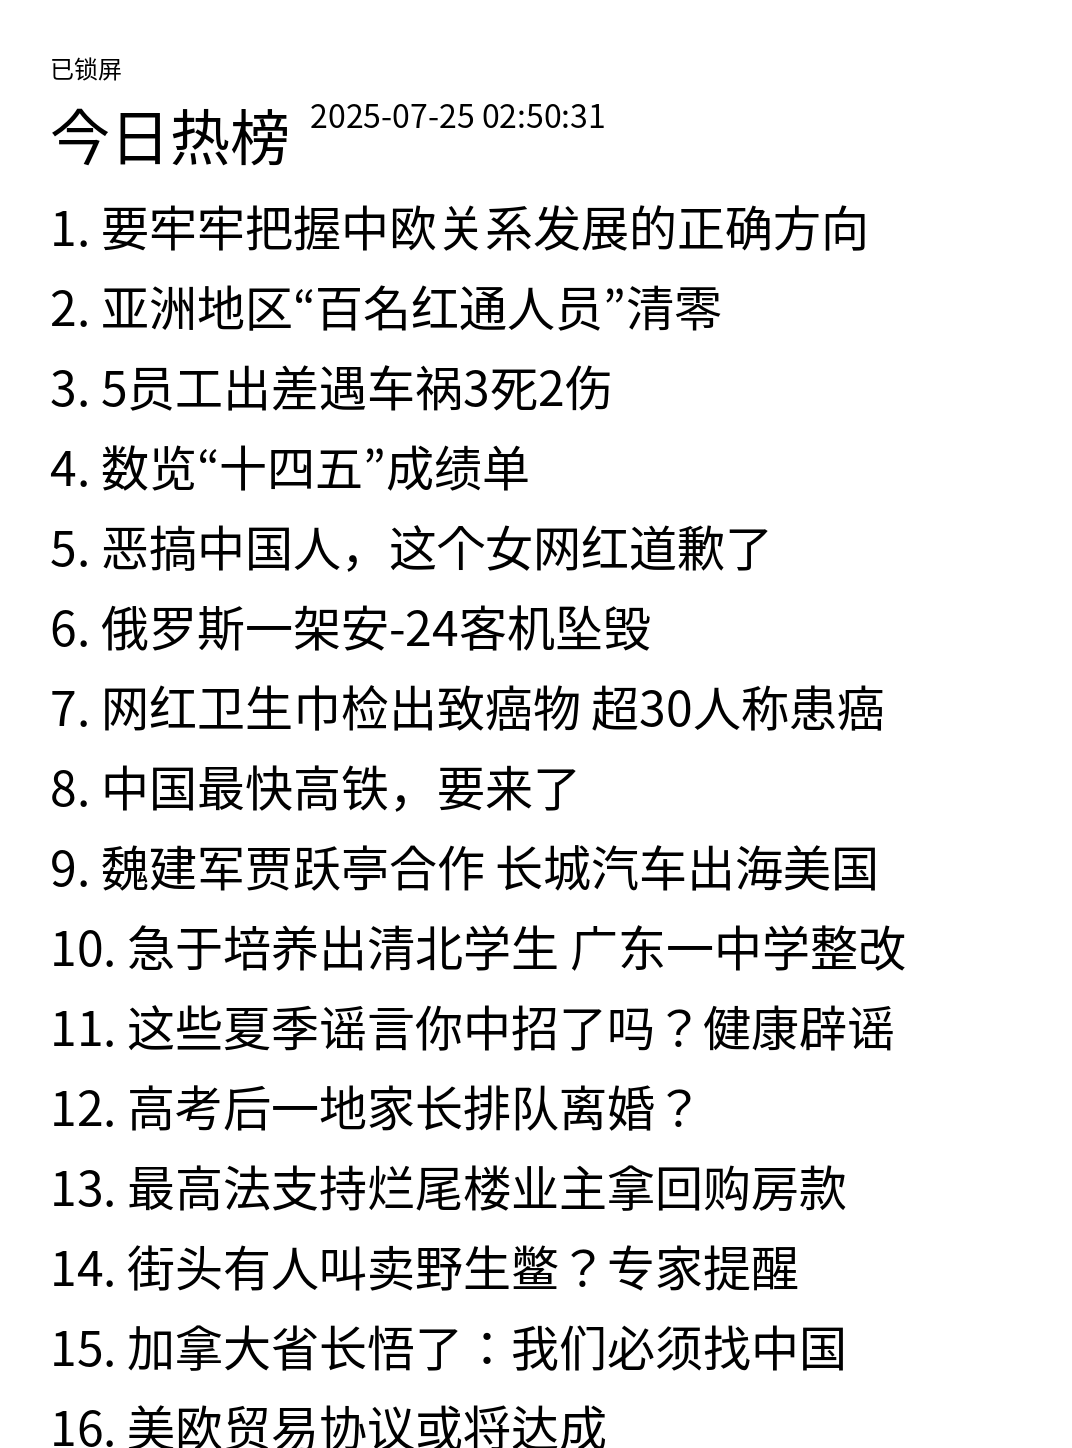 已锁屏
今日热榜 2025-07-25 02:50:31
1. 要牢牢把握中欧关系发展的正确方向
2. 亚洲地区“百名红通人员”清零
3. 5员工出差遇车祸3死2伤
4. 数览“十四五”成绩单
5. 恶搞中国人，这个女网红道歉了
6. 俄罗斯一架安-24客机坠毁
7. 网红卫生巾检出致癌物 超30人称患癌
8. 中国最快高铁，要来了
9. 魏建军贾跃亭合作 长城汽车出海美国
10. 急于培养出清北学生 广东一中学整改
11. 这些夏季谣言你中招了吗？健康辟谣
12. 高考后一地家长排队离婚？
13. 最高法支持烂尾楼业主拿回购房款
14. 街头有人叫卖野生鳖？专家提醒
15. 加拿大省长悟了：我们必须找中国
16. 美欧贸易协议或将达成